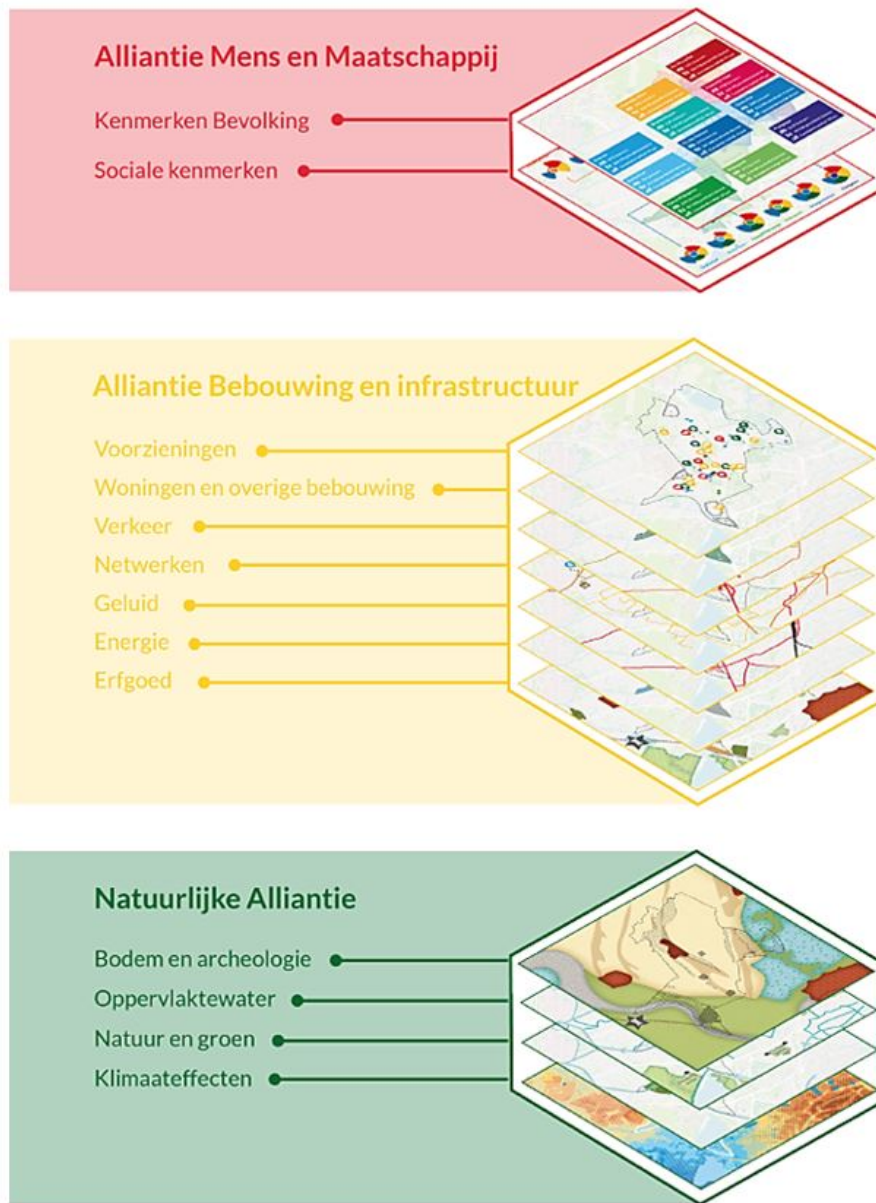 Alliantie Mens en Maatschappij
Kenmerken Bevolking
Sociale kenmerken
Alliantie Bebouwing en infrastructuur
Voorzieningen
Woningen en overige bebouwing
Verkeer
Netwerken
Geluid
Energie
Erfgoed
Natuurlijke Alliantie
Bodem en archeologie
Oppervlaktewater
Natuur en groen
Klimaateffecten